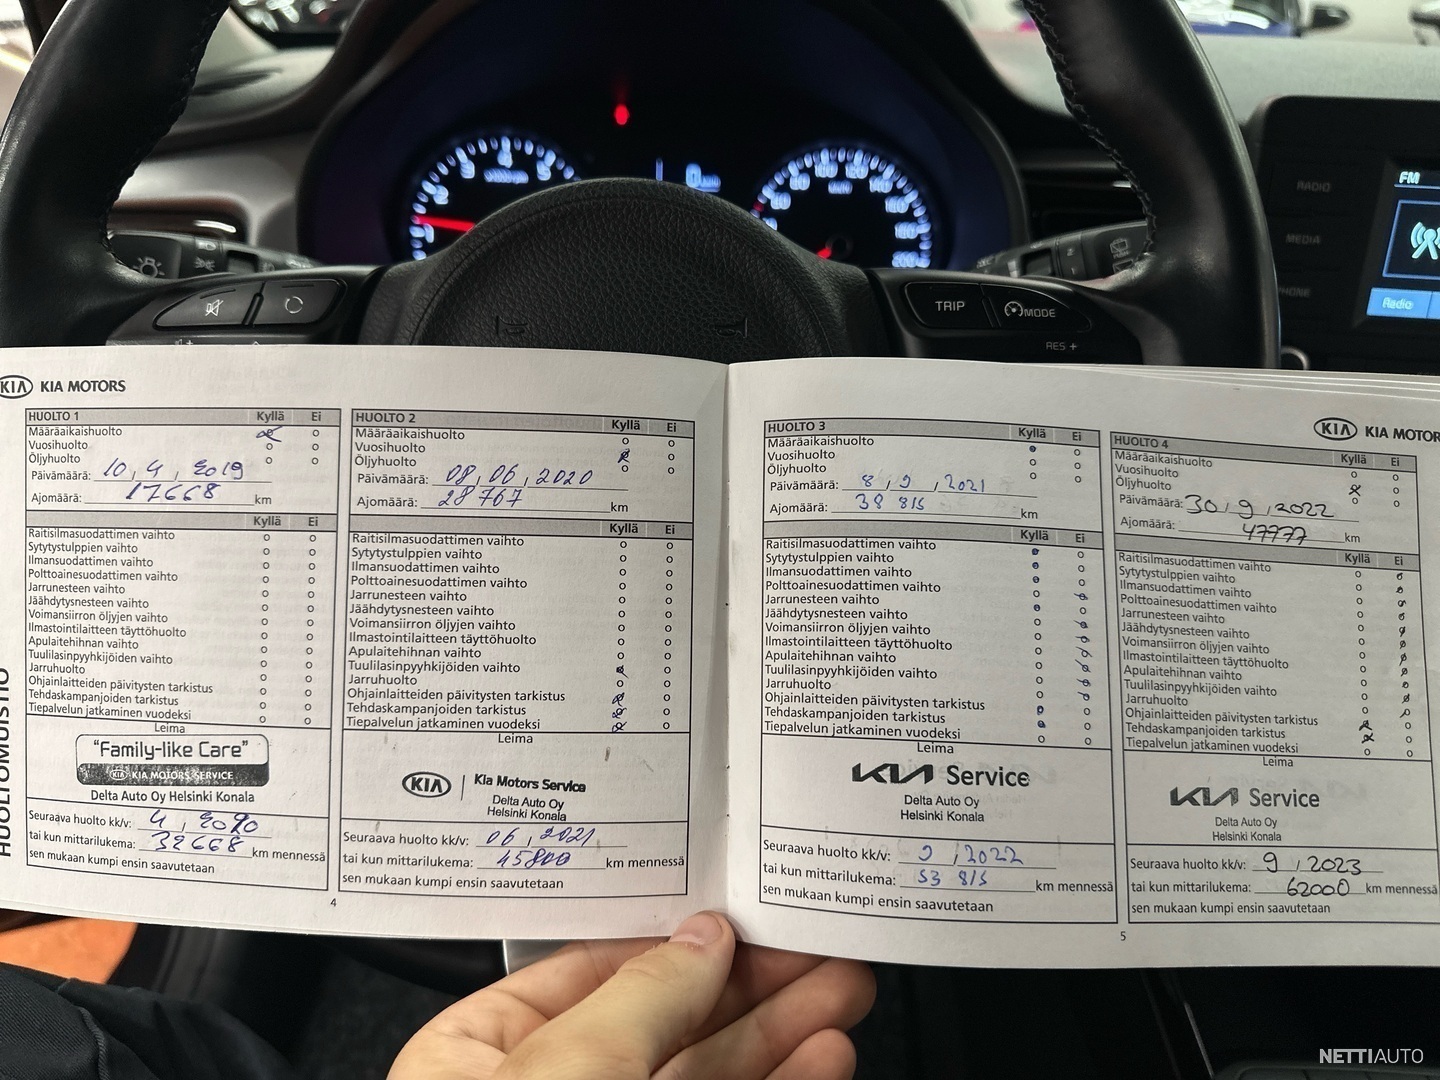 TRIP
MODE
RES +
RADIO
MEDIA
FM
Radio
KIA KIA MOTORS
HUOLTOMUISTIO
HUOLTO 1 Kyllä Ei
Määräaikaishuolto
Vuosihuolto
Öljyhuolto
Päivämäärä: 10, 4, 2019
Ajomäärä: 17668 km
Kyllä Ei
Raitisilmasuodattimen vaihto
Sytytystulppien vaihto
Ilmansuodattimen vaihto
Polttoainesuodattimen vaihto
Jarrunesteen vaihto
Jäähdytysnesteen vaihto
Voimansiirron öljyjen vaihto
Ilmastointilaitteen täyttöhuolto
Apulaitehihnan vaihto
Tuulilasinpyyhkijöiden vaihto
Jarruhuolto
Ohjainlaitteiden päivitysten tarkistus
Tehdaskampanjoiden tarkistus
Tiepalvelun jatkaminen vuodeksi
Leima
"Family-like Care"
KIA KIA MOTORS SERVICE
Delta Auto Oy Helsinki Konala
Seuraava huolto kk/v: 4, 2020
tai kun mittarilukema: 32668 km mennessä
sen mukaan kumpi ensin saavutetaan
4
HUOLTO 2 Kyllä Ei
Määräaikaishuolto
Vuosihuolto
Öljyhuolto
Päivämäärä: 08, 06, 2020
Ajomäärä: 28 767 km
Kyllä Ei
Raitisilmasuodattimen vaihto
Sytytystulppien vaihto
Ilmansuodattimen vaihto
Polttoainesuodattimen vaihto
Jarrunesteen vaihto
Jäähdytysnesteen vaihto
Voimansiirron öljyjen vaihto
Ilmastointilaitteen täyttöhuolto
Apulaitehihnan vaihto
Tuulilasinpyyhkijöiden vaihto
Jarruhuolto
Ohjainlaitteiden päivitysten tarkistus
Tehdaskampanjoiden tarkistus
Tiepalvelun jatkaminen vuodeksi
Leima
KIA Kia Motors Service
Delta Auto Oy
Helsinki Konala
Seuraava huolto kk/v: 06, 2021
tai kun mittarilukema: 45800 km mennessä
sen mukaan kumpi ensin saavutetaan
HUOLTO 3 Kyllä Ei
Määräaikaishuolto
Vuosihuolto
Öljyhuolto
Päivämäärä: 8, 9, 2021
Ajomäärä: 38 815 km
Kyllä Ei
Raitisilmasuodattimen vaihto
Sytytystulppien vaihto
Ilmansuodattimen vaihto
Polttoainesuodattimen vaihto
Jarrunesteen vaihto
Jäähdytysnesteen vaihto
Voimansiirron öljyjen vaihto
Ilmastointilaitteen täyttöhuolto
Apulaitehihnan vaihto
Tuulilasinpyyhkijöiden vaihto
Jarruhuolto
Ohjainlaitteiden päivitysten tarkistus
Tehdaskampanjoiden tarkistus
Tiepalvelun jatkaminen vuodeksi
Leima
KIA Service
Delta Auto Oy
Helsinki Konala
Seuraava huolto kk/v: 9, 2022
tai kun mittarilukema: 53 815 km mennessä
sen mukaan kumpi ensin saavutetaan
5
KIA KIA MOTOR
HUOLTO 4 Kyllä Ei
Määräaikaishuolto
Vuosihuolto
Öljyhuolto
Päivämäärä: 30, 9, 2022
Ajomäärä: 47777 km
Kyllä Ei
Raitisilmasuodattimen vaihto
Sytytystulppien vaihto
Ilmansuodattimen vaihto
Polttoainesuodattimen vaihto
Jarrunesteen vaihto
Jäähdytysnesteen vaihto
Voimansiirron öljyjen vaihto
Ilmastointilaitteen täyttöhuolto
Apulaitehihnan vaihto
Tuulilasinpyyhkijöiden vaihto
Jarruhuolto
Ohjainlaitteiden päivitysten tarkistus
Tehdaskampanjoiden tarkistus
Tiepalvelun jatkaminen vuodeksi
Leima
KIA Service
Delta Auto Oy
Helsinki Konala
Seuraava huolto kk/v: 9, 2023
tai kun mittarilukema: 62000 km mennessä
sen mukaan kumpi ensin saavutetaan
NETTIAUTO